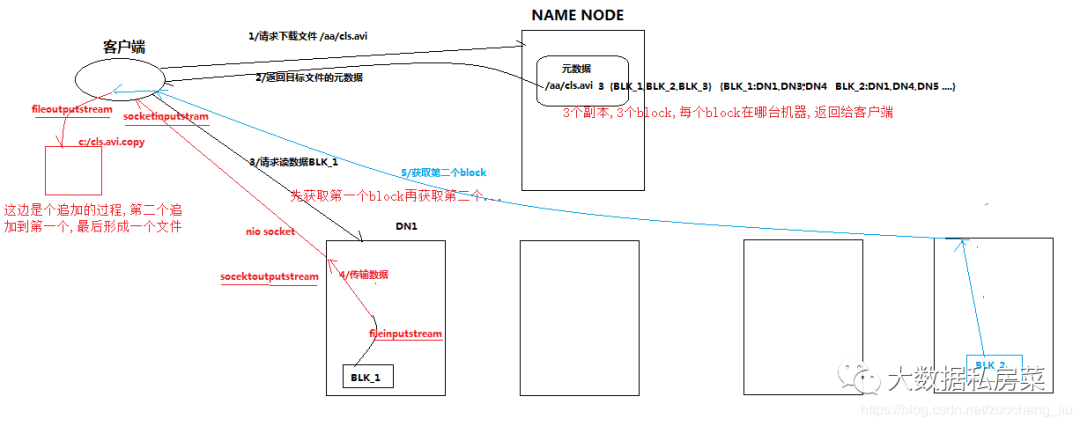 NAME NODE
客户端
1/请求下载文件 /aa/cls.avi
2/返回目标文件的元数据
元数据
/aa/cls.avi 3 (BLK_1,BLK_2,BLK_3) (BLK_1:DN1,DN3?DN4 BLK_2:DN1,DN4,DN5 ....)
3个副本,3个block,每个block在哪台机器,返回给客户端
fileoutputstream
socketinputstram
c:/cls.avi.copy
3/请求读数据BLK_1
5/获取第二个block
先获取第一个block再获取第二个...
这边是个追加的过程,第二个追
加到第一个,最后形成一个文件
nio socket
DN1
socektoutputstream
4/传输数据
fileinputstream
BLK_1
BLK_2
大数据私房菜
https://blog.csdn.net/zuochang_liu